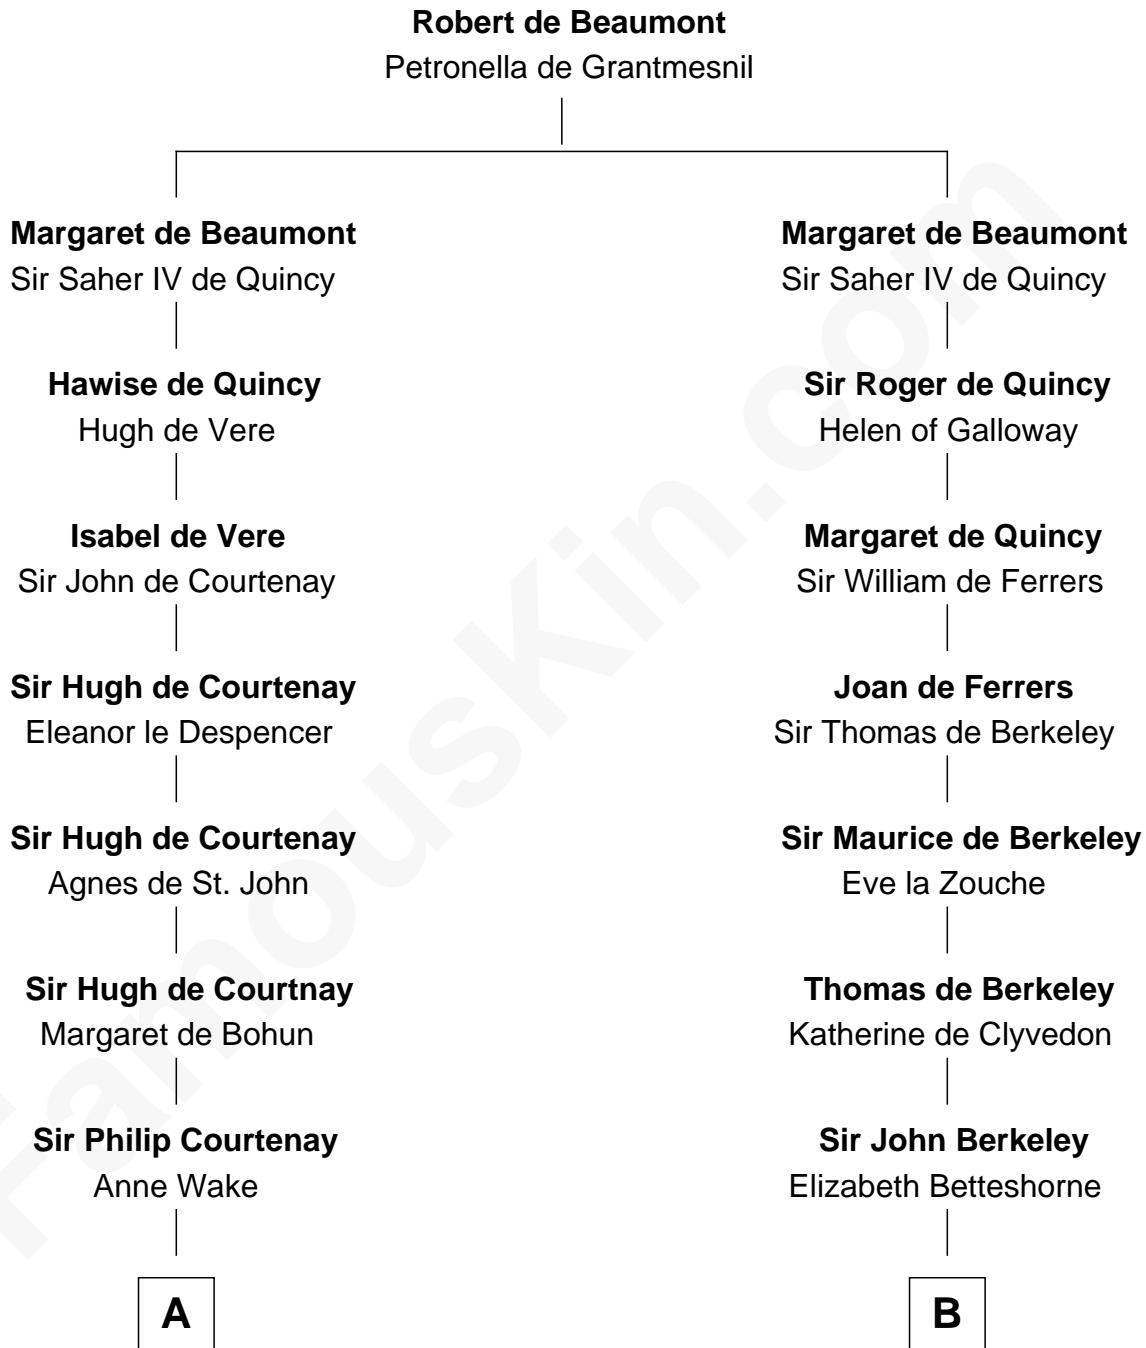 Robert de Beaumont
Petronella de Grantmesnil
Margaret de Beaumont
Sir Saher IV de Quincy
Hawise de Quincy
Hugh de Vere
Isabel de Vere
Sir John de Courtenay
Sir Hugh de Courtenay
Eleanor le Despencer
Sir Hugh de Courtenay
Agnes de St. John
Sir Hugh de Courtnay
Margaret de Bohun
Sir Philip Courtenay
Anne Wake
A
Margaret de Beaumont
Sir Saher IV de Quincy
Sir Roger de Quincy
Helen of Galloway
Margaret de Quincy
Sir William de Ferrers
Joan de Ferrers
Sir Thomas de Berkeley
Sir Maurice de Berkeley
Eve la Zouche
Thomas de Berkeley
Katherine de Clyvedon
Sir John Berkeley
Elizabeth Betteshorne
B
FamousKin.com